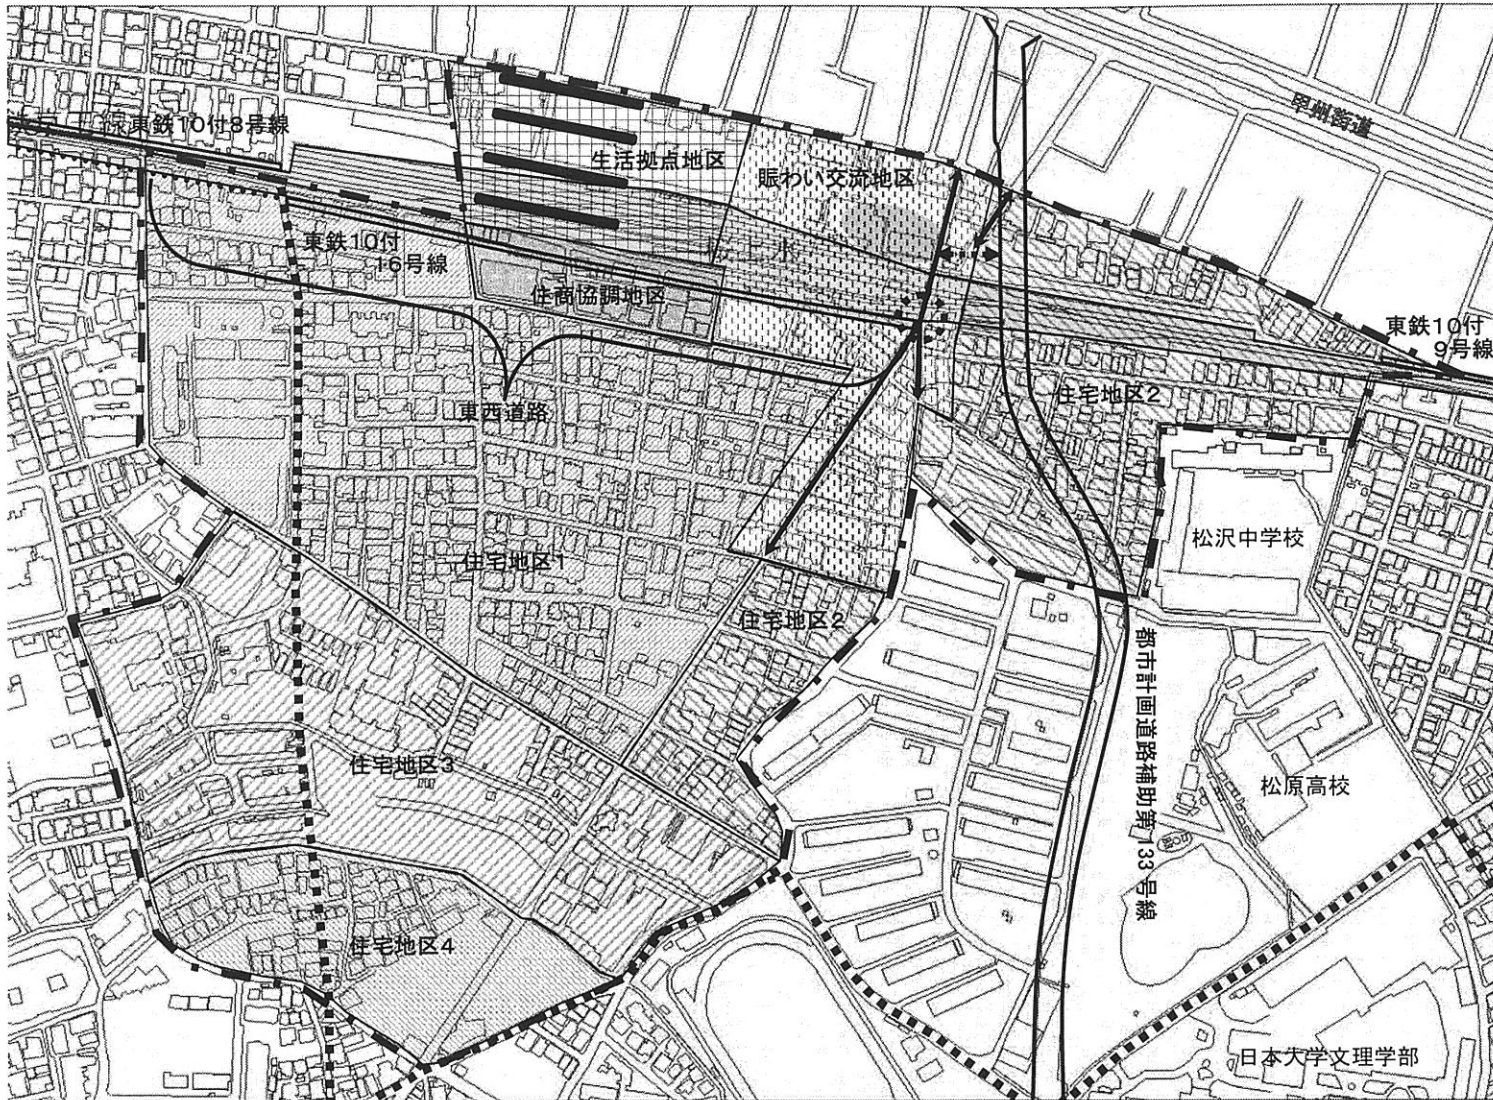 甲州街道
東鉄10付8号線
生活拠点地区
賑わい交流地区
東鉄10付
16号線
住商協調地区
東鉄10付
9号線
東西道路
住宅地区2
松沢中学校
住宅地区1
住宅地区2
都市計画道路補助第133号線
住宅地区3
松原高校
住宅地区4
日本大学文理学部